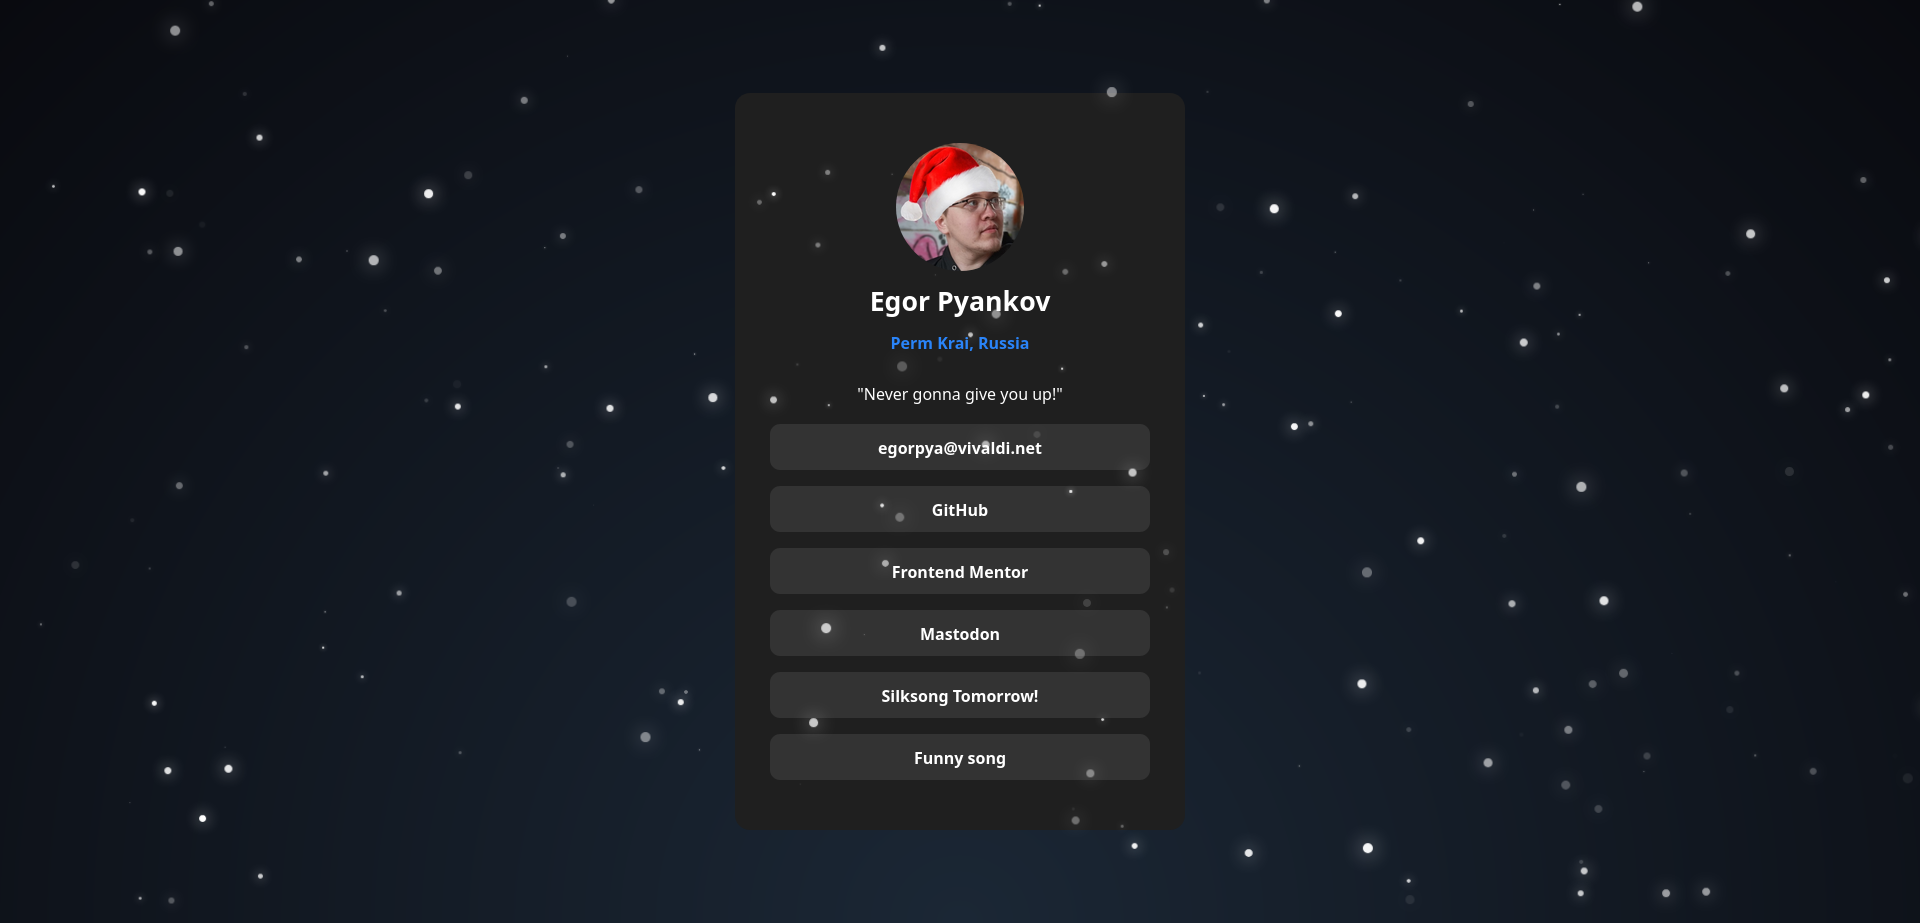 Egor Pyankov
Perm Krai, Russia
"Never gonna give you up!"
egorpya@vivaldi.net
GitHub
Frontend Mentor
Mastodon
Silksong Tomorrow!
Funny song